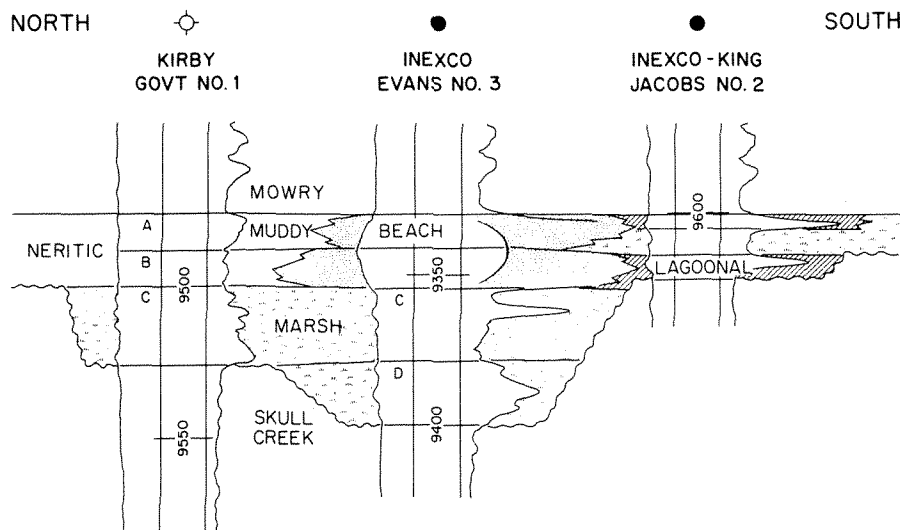 NORTH
SOUTH
KIRBY
GOVT NO. 1
INEXCO
EVANS NO. 3
INEXCO - KING
JACOBS NO. 2
MOWRY
9600
A
MUDDY
BEACH
NERITIC
B
9350
LAGOONAL
9500
C
C
MARSH
D
SKULL
CREEK
9400
9550